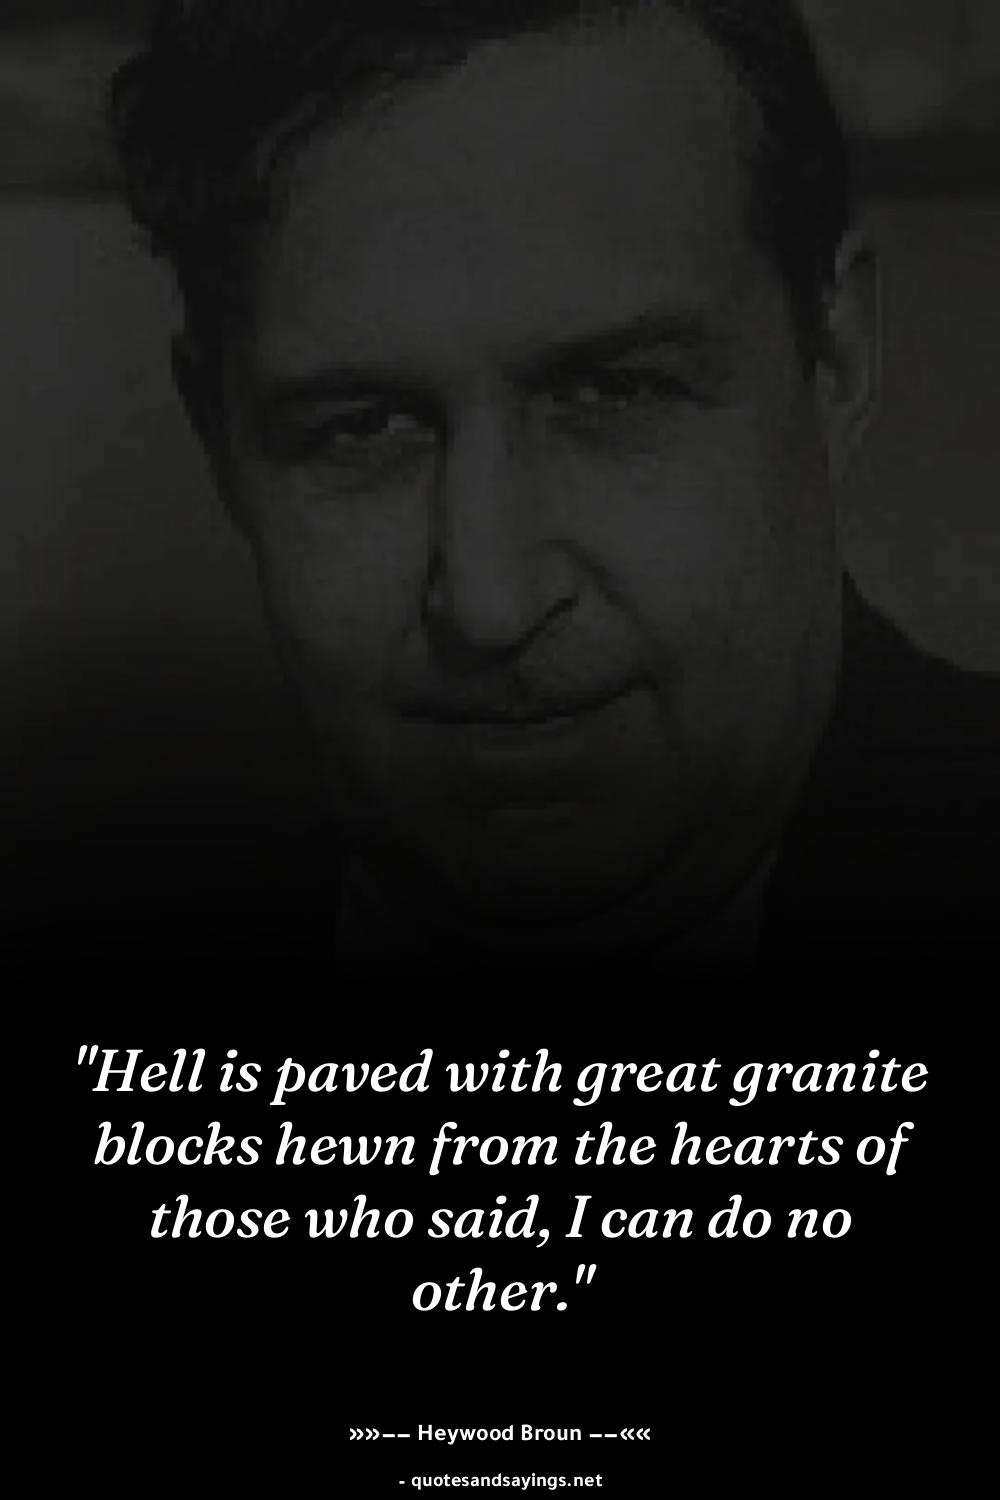 "Hell is paved with great granite
blocks hewn from the hearts of
those who said, I can do no
other."
»»–– Heywood Broun ––««
- quotesandsayings.net